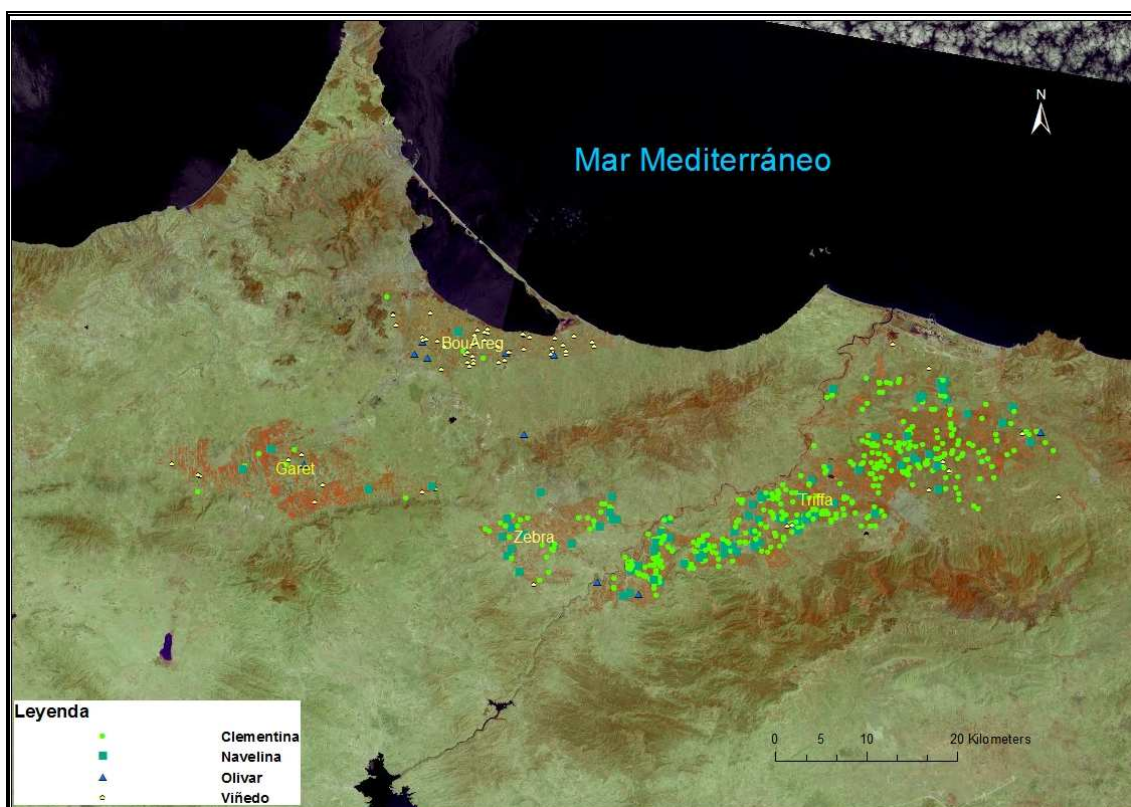 N
Mar Mediterráneo
BouAreg
Garet
Triffa
Zebra
Leyenda
Clementina
Navelina
Olivar
Viñedo
0 5 10 20 Kilometers